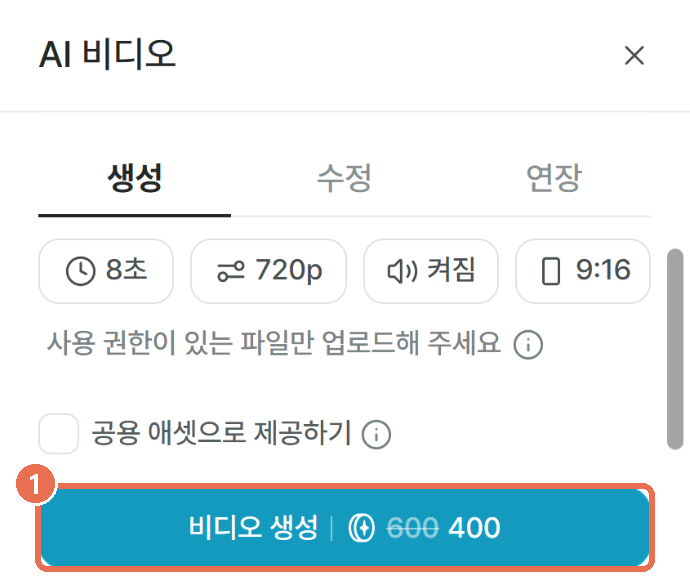 AI 비디오
생성 수정 연장
8초 720p 켜짐 9:16
사용 권한이 있는 파일만 업로드해 주세요
공용 애셋으로 제공하기
1
비디오 생성 | 600 400